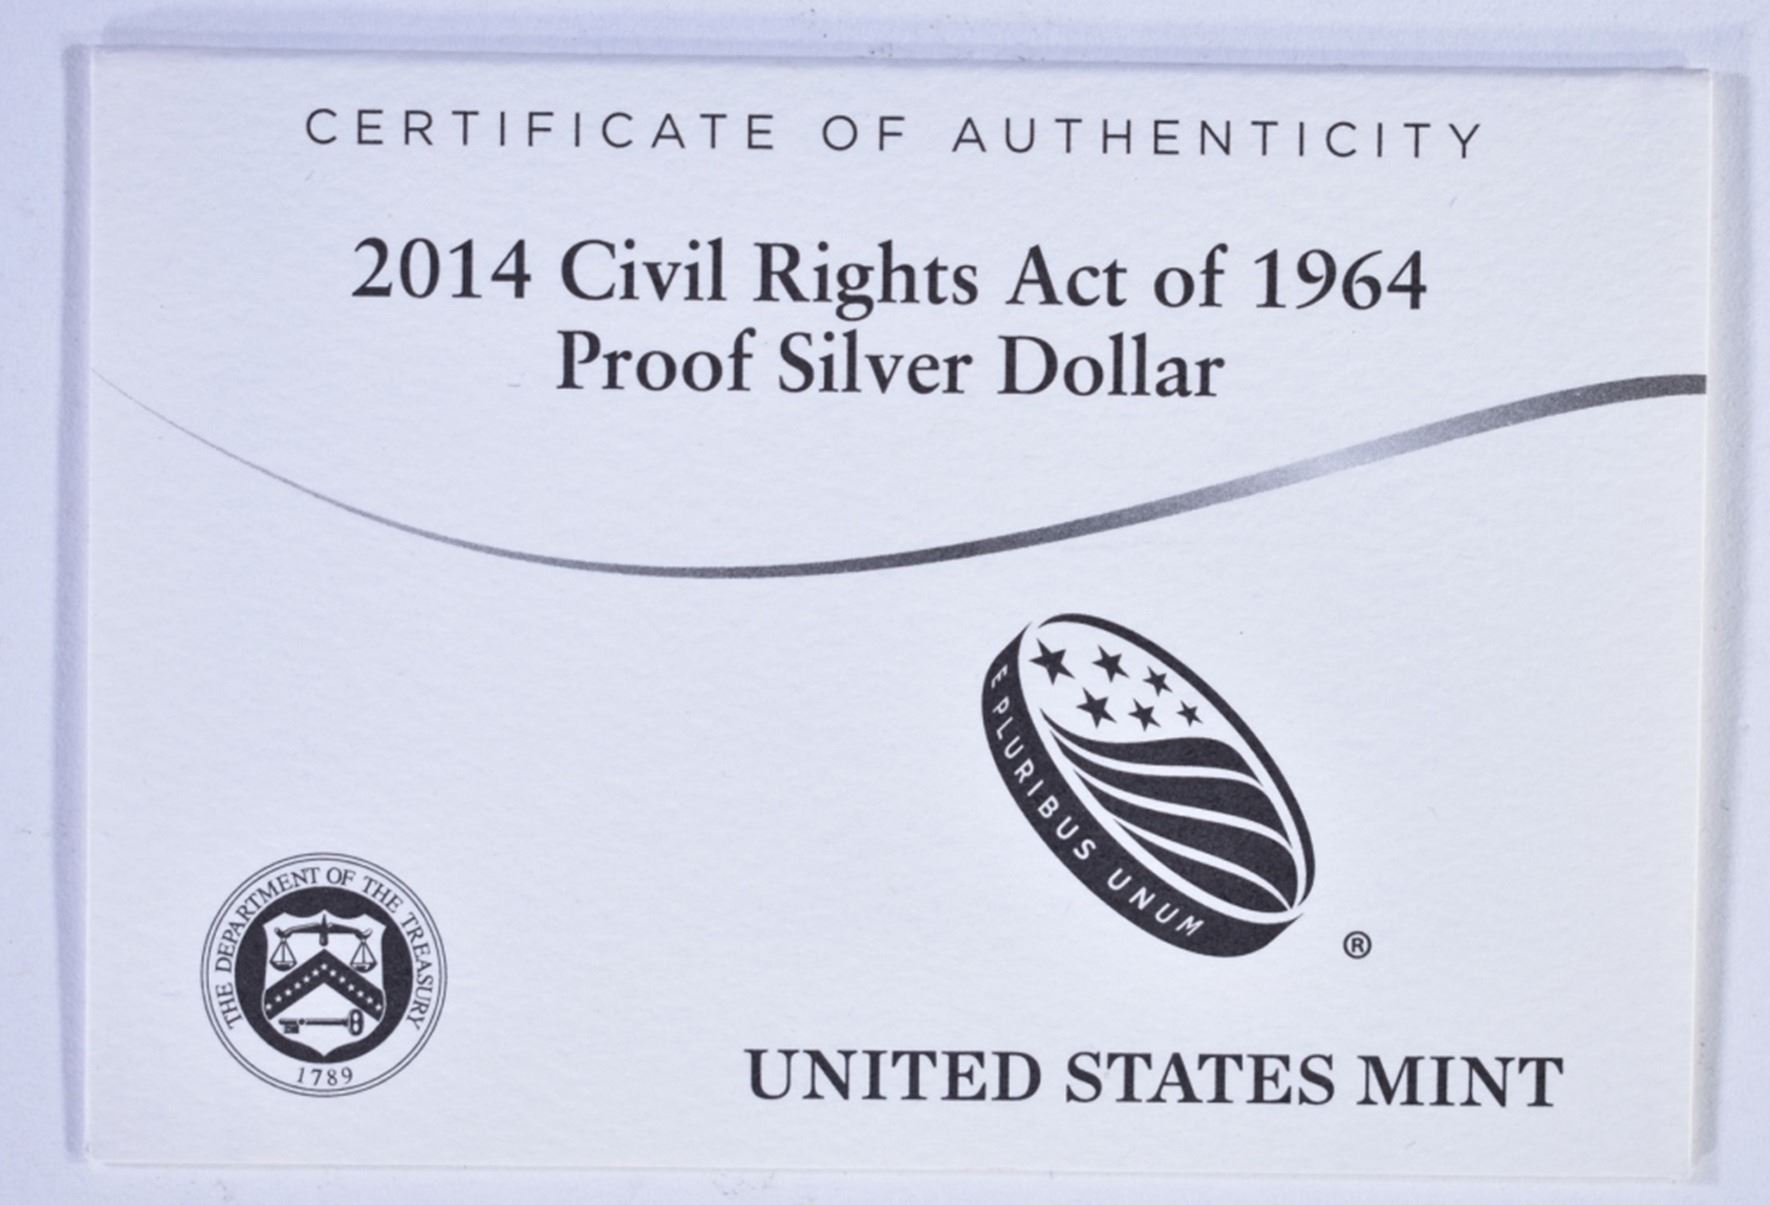 CERTIFICATE OF AUTHENTICITY
2014 Civil Rights Act of 1964
Proof Silver Dollar
E PLURIBUS UNUM
®
THE DEPARTMENT OF THE TREASURY
1789
UNITED STATES MINT